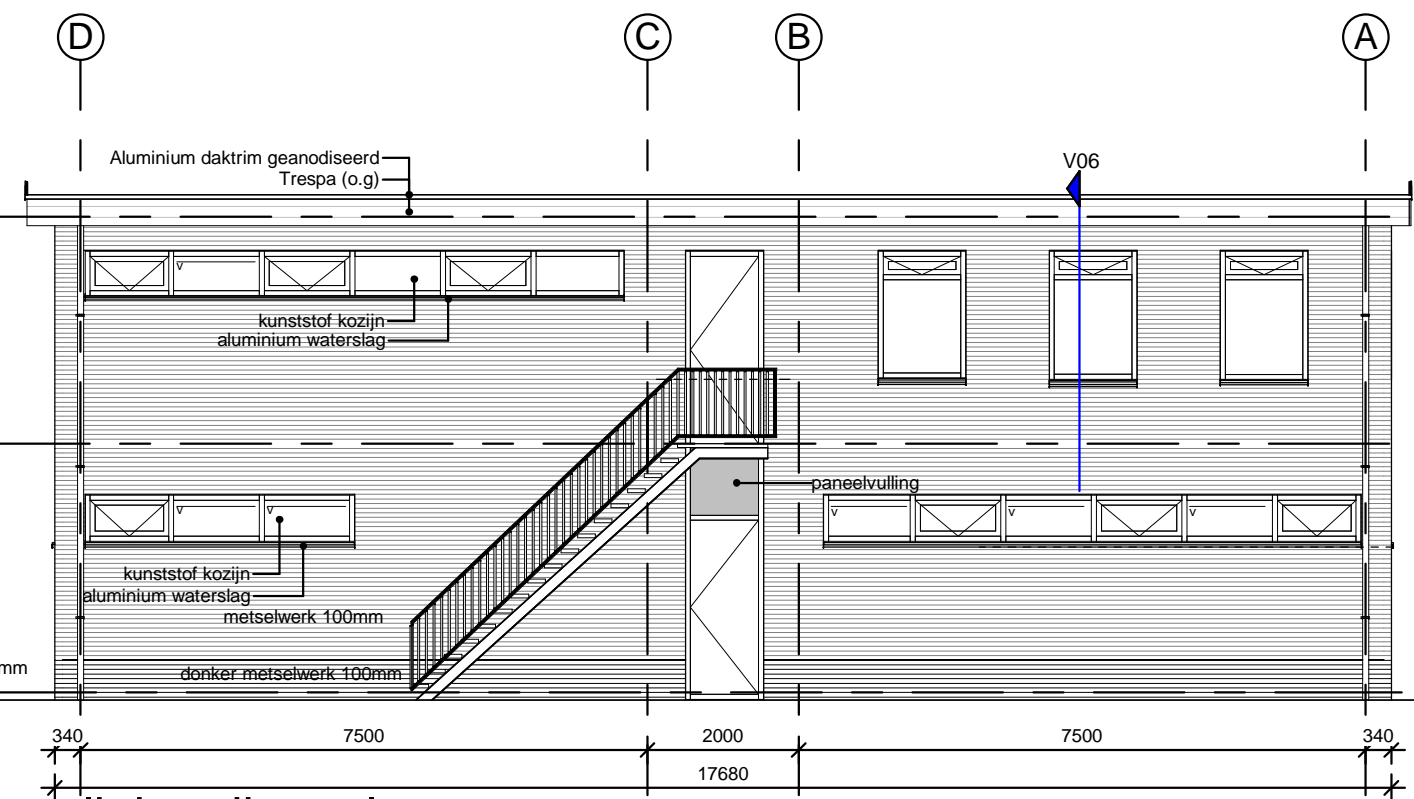 D
C
B
A
Aluminium daktrim geanodiseerd
Trespa (o.g)
V06
v
kunststof kozijn
aluminium waterslag
paneelvulling
v
v
v
v
v
kunststof kozijn
aluminium waterslag
metselwerk 100mm
donker metselwerk 100mm
mm
340
7500
2000
7500
340
17680